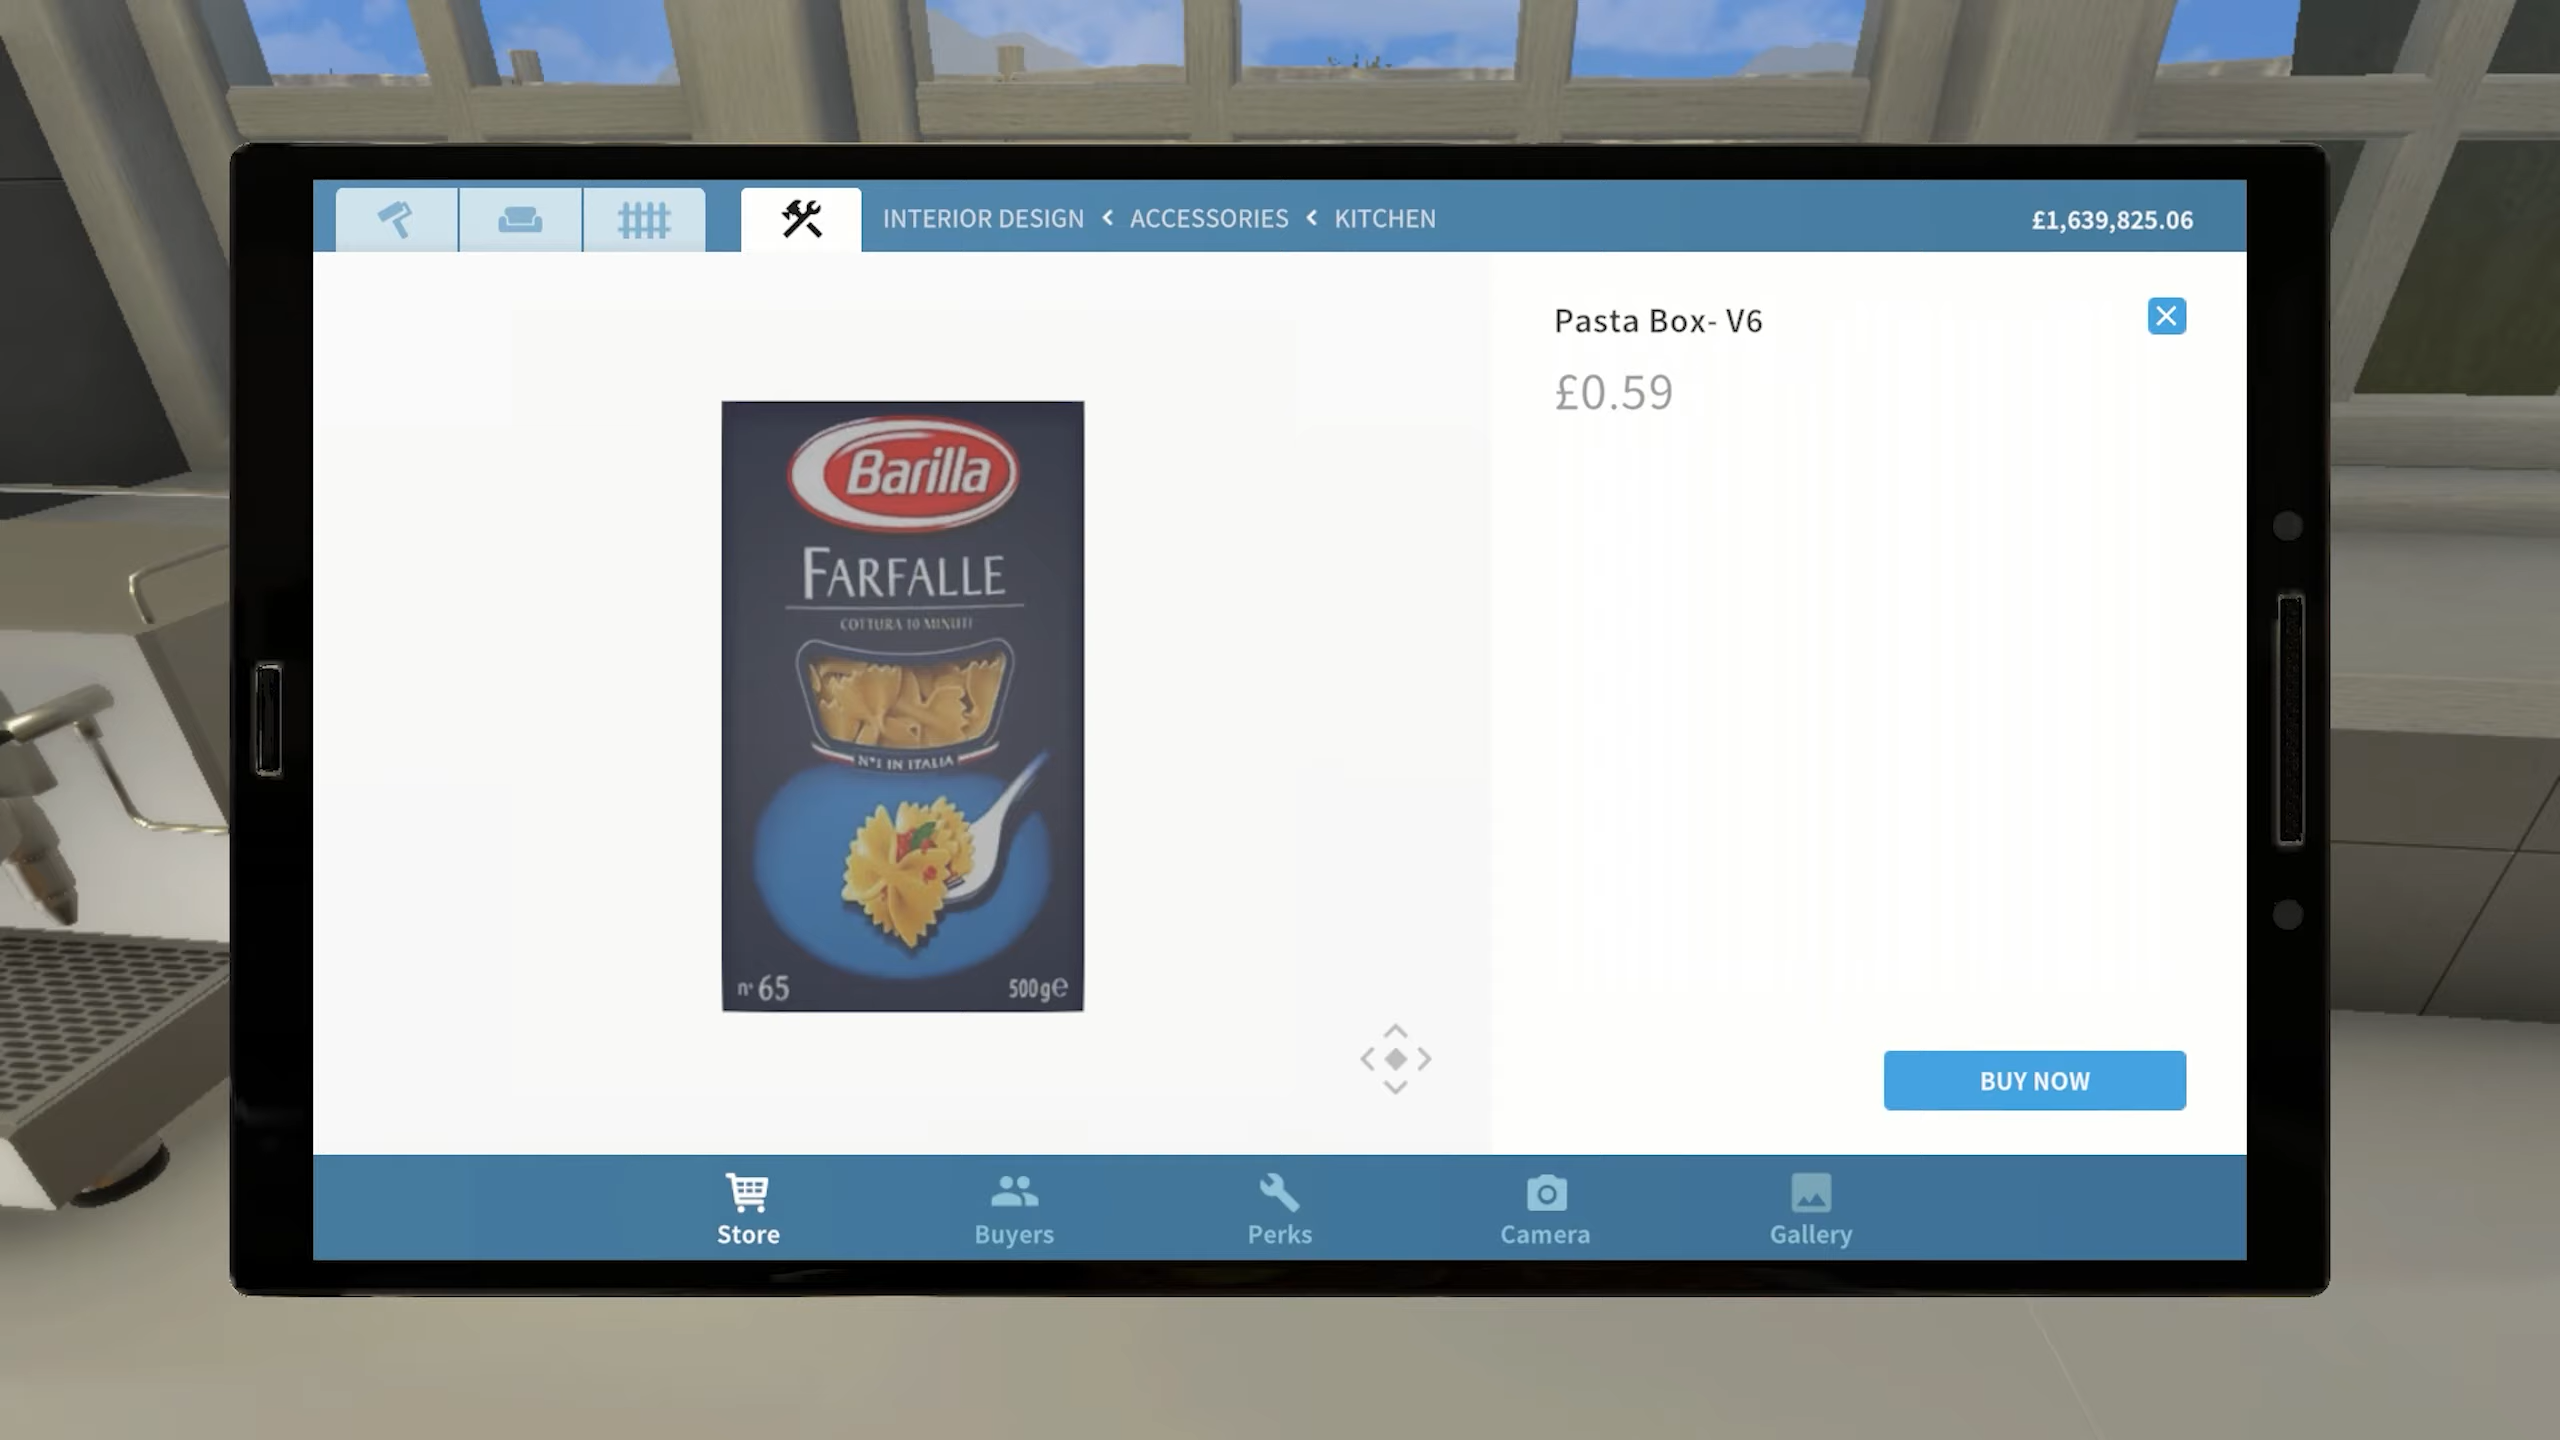 INTERIOR DESIGN < ACCESSORIES < KITCHEN
£1,639,825.06
Pasta Box- V6
£0.59
Barilla
FARFALLE
COTTURA 10 MINUTI
N°1 IN ITALIA
n° 65
500ge
BUY NOW
Store
Buyers
Perks
Camera
Gallery